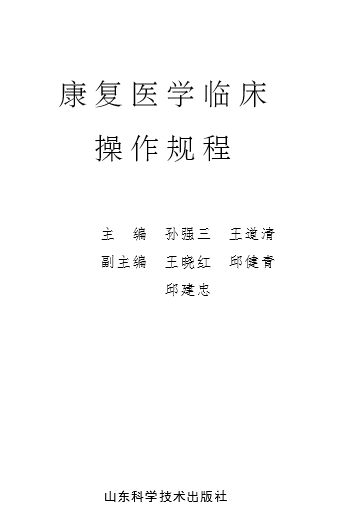 康复医学临床
操作规程
主　编　孙强三　王道清
副主编　王晓红　邱健青
邱建忠
山东科学技术出版社